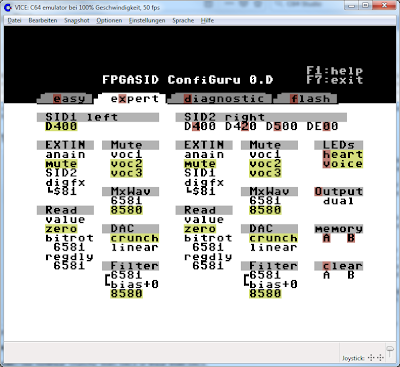 VICE: C64 emulator bei 100% Geschwindigkeit, 50 fps
Datei Bearbeiten Snapshot Optionen Einstellungen Sprache Hilfe
F1:help
FPGASID ConfiGuru 0.D F7:exit
easy expert diagnostic flash
SID1 left SID2 right
D400 D400 D420 D500 DE00
EXTIN Mute EXTIN Mute LEDs
anain voc1 anain voc1 heart
mute voc2 mute voc2 voice
SID2 voc3 SID1 voc3
digfx digfx
└S81 MxWav └S81 MxWav Output
6581 6581 dual
Read 8580 Read 8580
value value
zero DAC zero DAC memory
bitrot crunch bitrot crunch A B
6581 linear 6581 linear
regdly regdly
6581 Filter 6581 Filter clear
6581 6581 A B
bias+0 bias+0
8580 8580
Joystick: